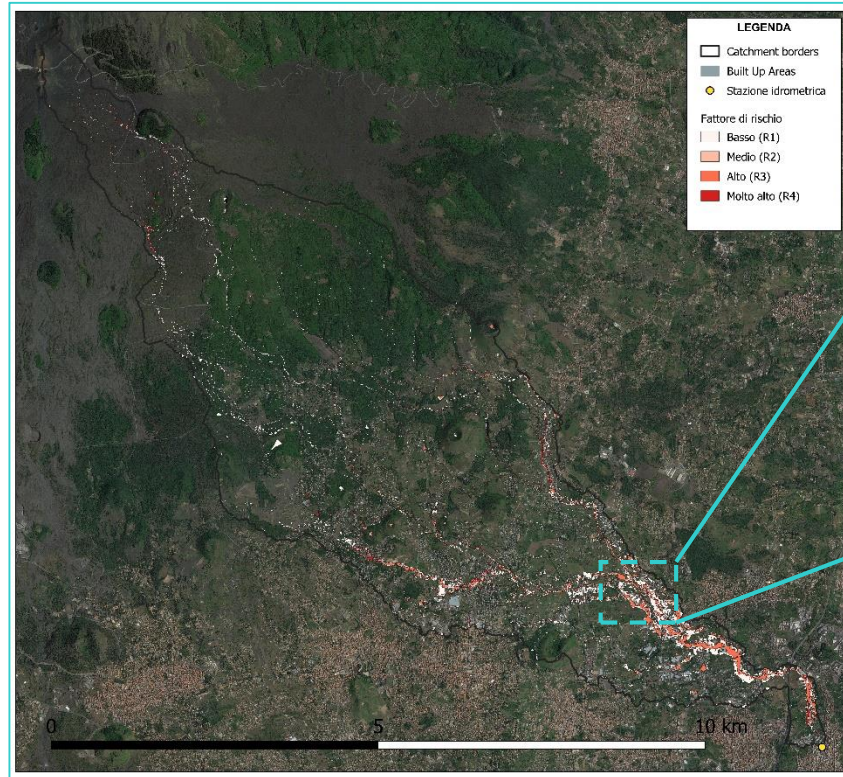 LEGENDA
Catchment borders
Built Up Areas
Stazione idrometrica
Fattore di rischio
Basso (R1)
Medio (R2)
Alto (R3)
Molto alto (R4)
0 5 10 km